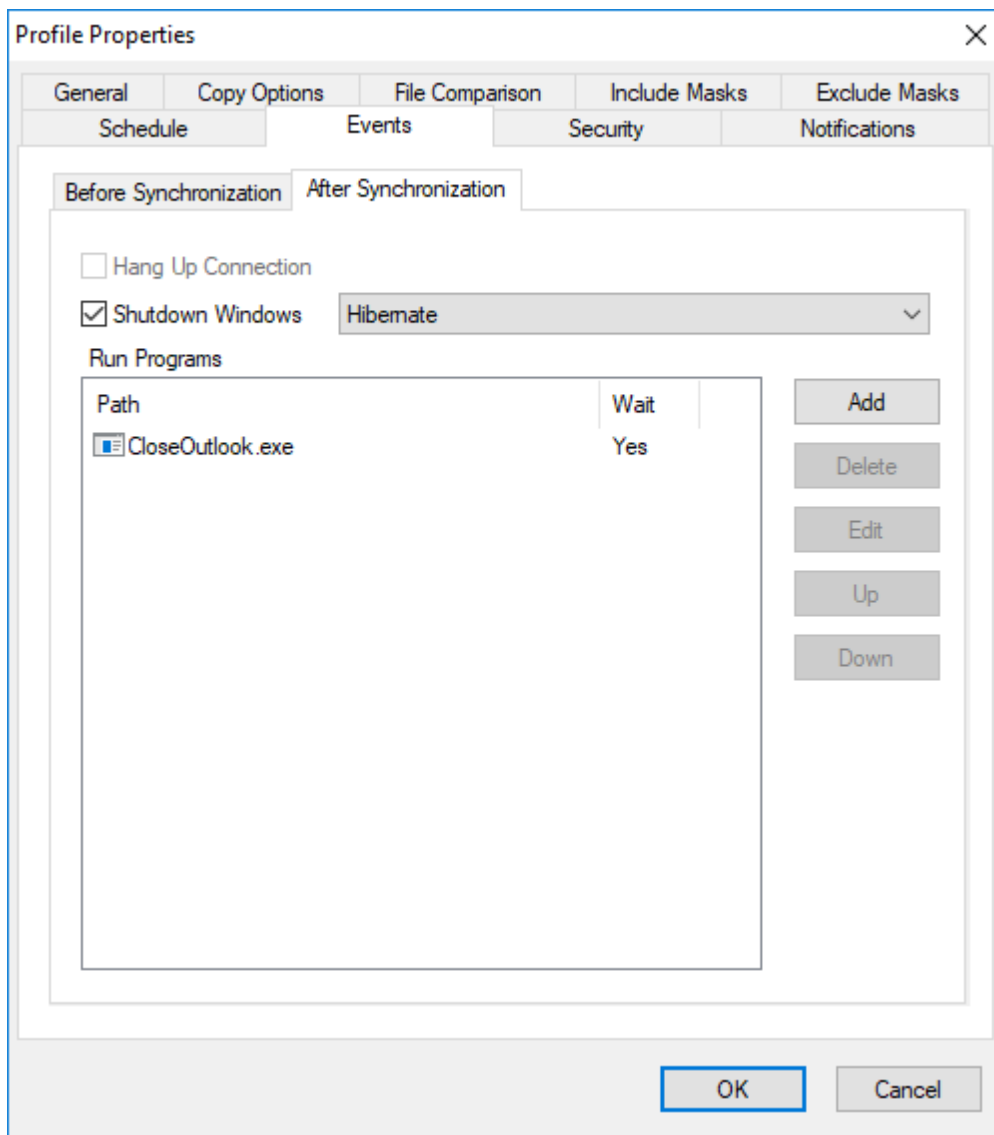 Profile Properties
General Copy Options File Comparison Include Masks Exclude Masks
Schedule Events Security Notifications
Before Synchronization After Synchronization
Hang Up Connection
Shutdown Windows Hibernate
Run Programs
Path Wait Add
CloseOutlook.exe Yes
Delete
Edit
Up
Down
OK Cancel